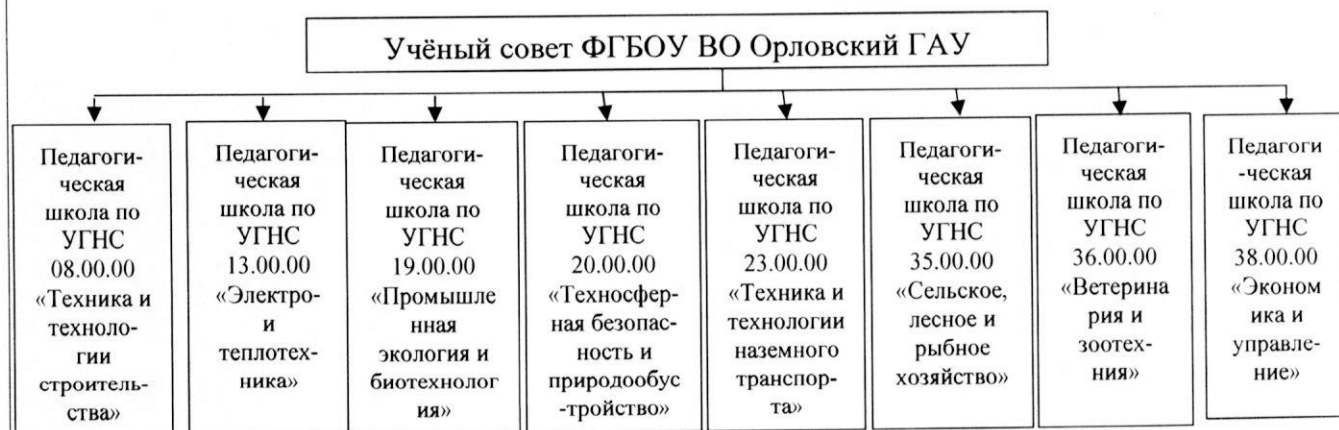 Учёный совет ФГБОУ ВО Орловский ГАУ
Педагоги-
ческая
школа по
УГНС
08.00.00
«Техника и
техноло-
гии
строитель-
ства»
Педагоги-
ческая
школа по
УГНС
13.00.00
«Электро-
и
теплотех-
ника»
Педагоги-
ческая
школа по
УГНС
19.00.00
«Промышле
нная
экология и
биотехнолог
ия»
Педагоги-
ческая
школа по
УГНС
20.00.00
«Техносфер-
ная безопас-
ность и
природообус
-тройство»
Педагоги-
ческая
школа по
УГНС
23.00.00
«Техника и
технологии
наземного
транспор-
та»
Педагоги-
ческая
школа по
УГНС
35.00.00
«Сельское,
лесное и
рыбное
хозяйство»
Педагоги-
ческая
школа по
УГНС
36.00.00
«Ветерина
рия и
зоотех-
ния»
Педагоги
-ческая
школа по
УГНС
38.00.00
«Эконом
ика и
управле-
ние»